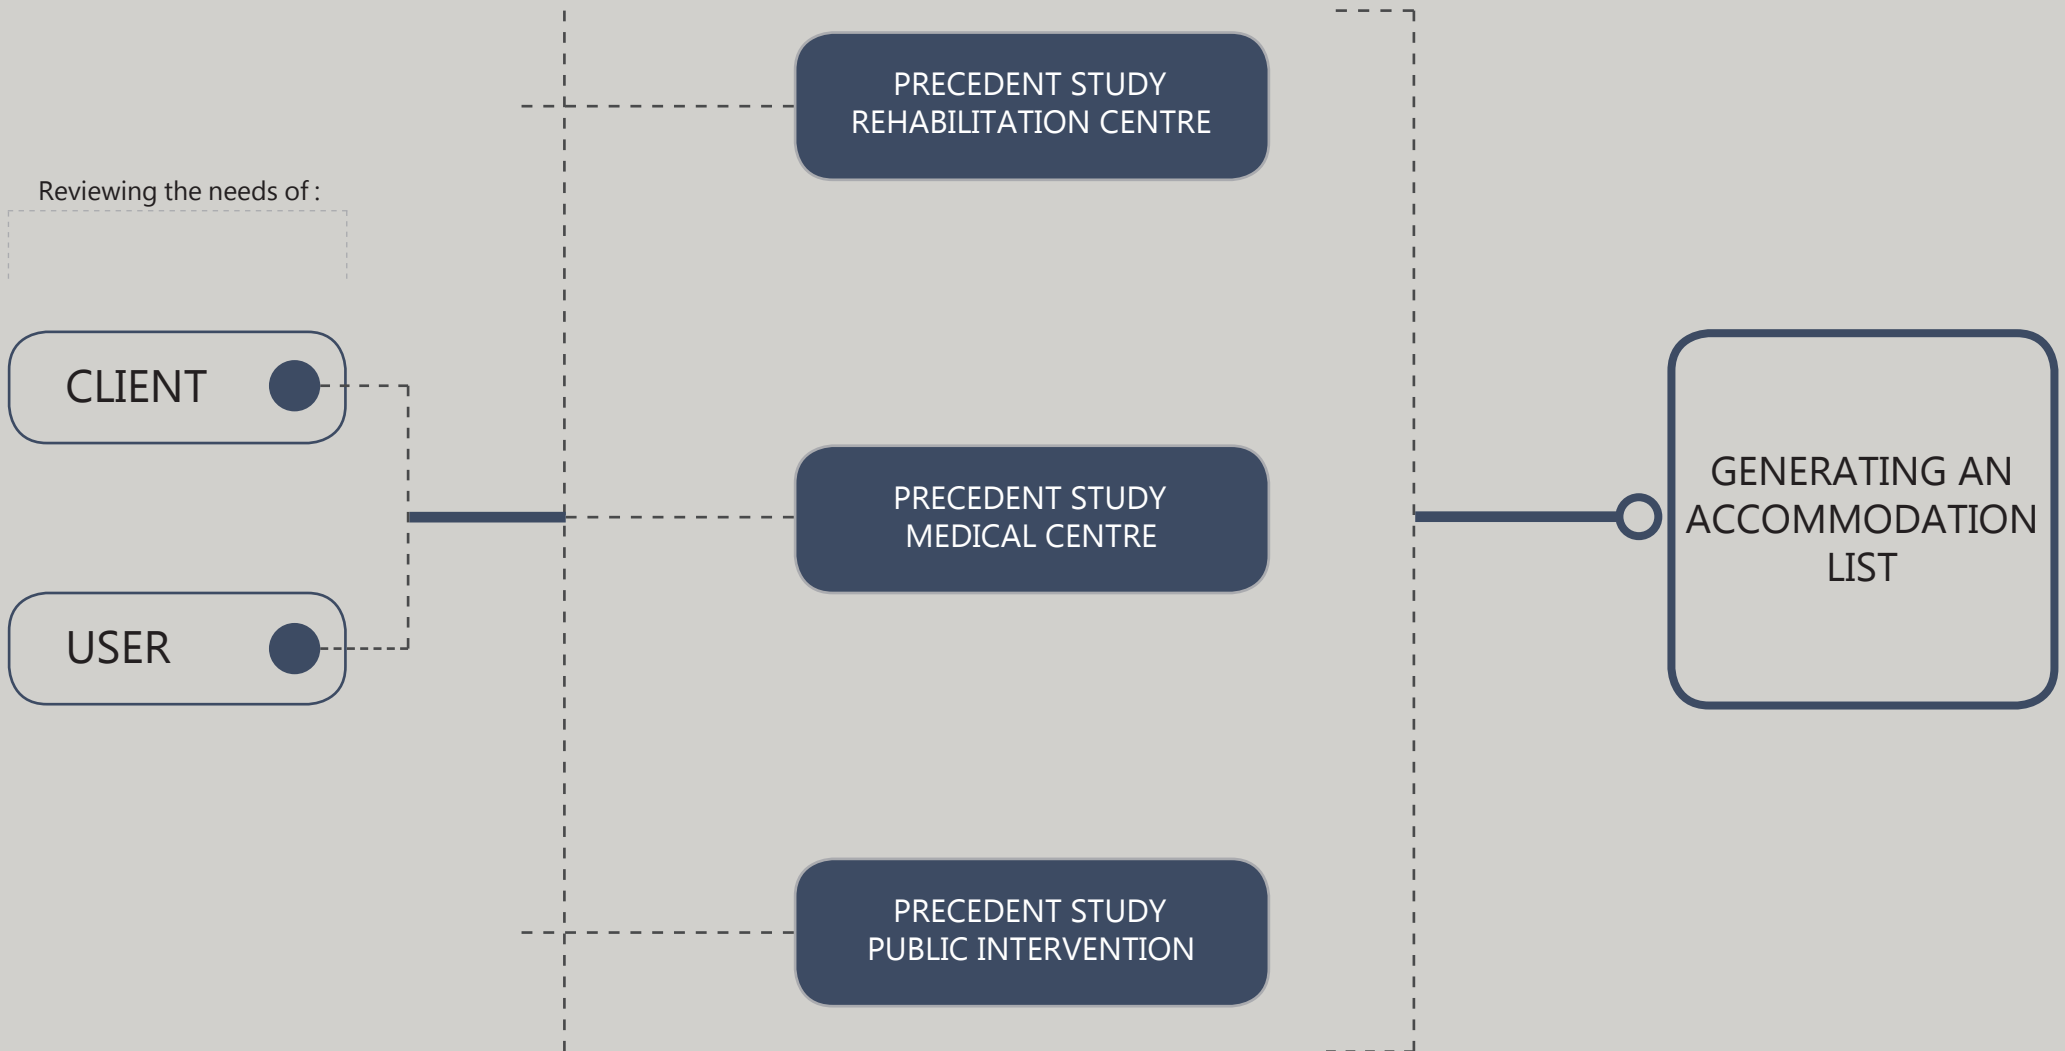 Reviewing the needs of :
CLIENT
USER
PRECEDENT STUDY
REHABILITATION CENTRE
PRECEDENT STUDY
MEDICAL CENTRE
PRECEDENT STUDY
PUBLIC INTERVENTION
GENERATING AN
ACCOMMODATION
LIST